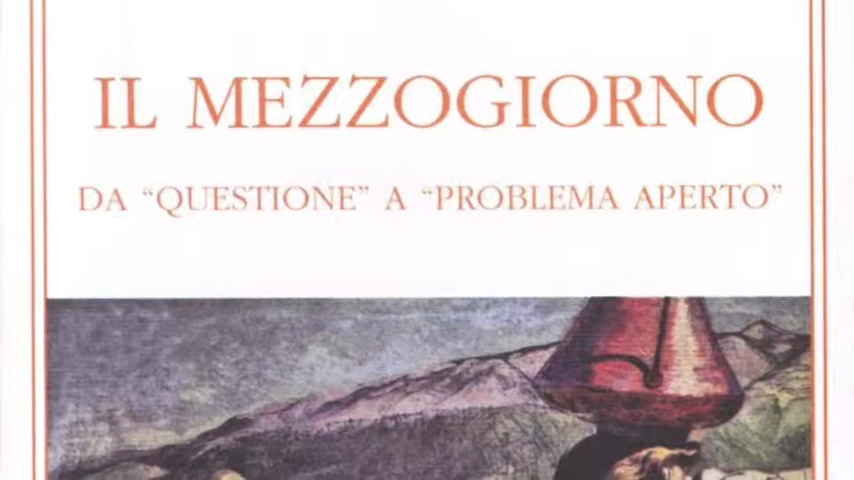 IL MEZZOGIORNO
DA “QUESTIONE” A “PROBLEMA APERTO”